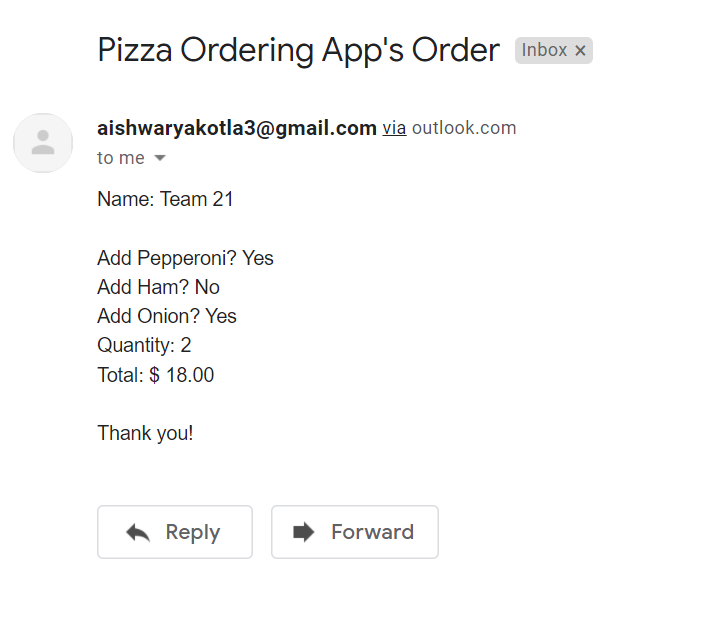 Pizza Ordering App's Order Inbox ×
aishwaryakotla3@gmail.com via outlook.com
to me
Name: Team 21
Add Pepperoni? Yes
Add Ham? No
Add Onion? Yes
Quantity: 2
Total: $ 18.00
Thank you!
Reply Forward